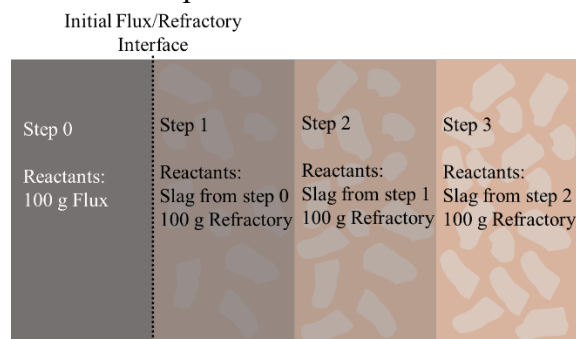 Initial Flux/Refractory
Interface
Step 0
Reactants:
100 g Flux
Step 1
Reactants:
Slag from step 0
100 g Refractory
Step 2
Reactants:
Slag from step 1
100 g Refractory
Step 3
Reactants:
Slag from step 2
100 g Refractory